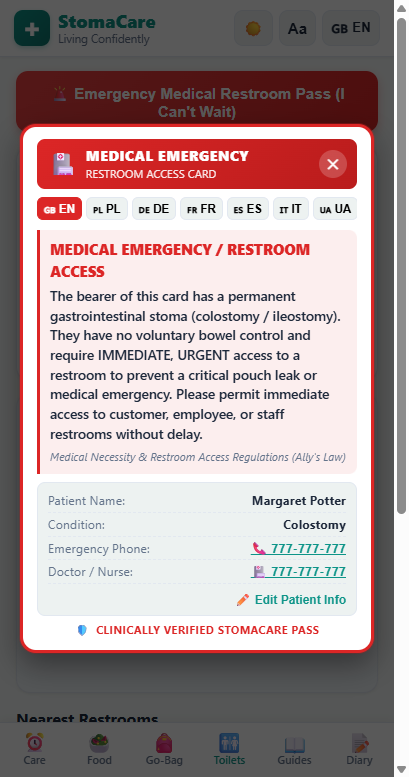 StomaCare
Living Confidently
Aa
GB EN
Emergency Medical Restroom Pass (I
Can't Wait)
MEDICAL EMERGENCY
RESTROOM ACCESS CARD
GB EN
PL PL
DE DE
FR FR
ES ES
IT IT
UA UA
MEDICAL EMERGENCY / RESTROOM
ACCESS
The bearer of this card has a permanent
gastrointestinal stoma (colostomy / ileostomy).
They have no voluntary bowel control and
require IMMEDIATE, URGENT access to a
restroom to prevent a critical pouch leak or
medical emergency. Please permit immediate
access to customer, employee, or staff
restrooms without delay.
Medical Necessity & Restroom Access Regulations (Ally's Law)
Patient Name: Margaret Potter
Condition: Colostomy
Emergency Phone: 777-777-777
Doctor / Nurse: 777-777-777
Edit Patient Info
CLINICALLY VERIFIED STOMACARE PASS
Nearest Restrooms
Care
Food
Go-Bag
Toilets
Guides
Diary